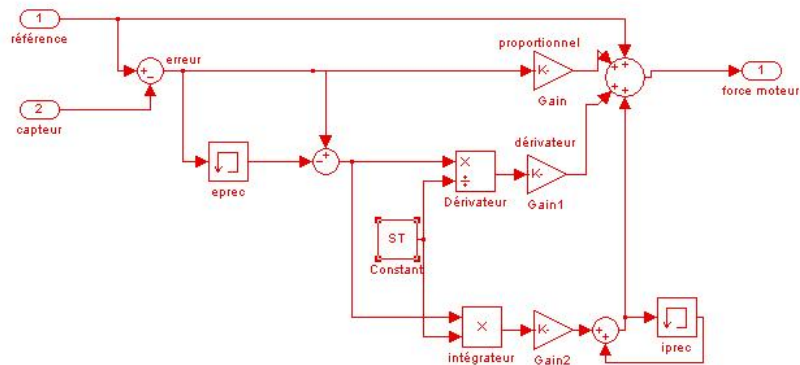 1
référence
proportionnel
erreur
+
−
K-
Gain
+
+
+
+
1
force moteur
2
capteur
dérivateur
−
+
eprec
×
÷
Dérivateur
K-
Gain1
ST
Constant
×
intégrateur
K-
Gain2
+
+
iprec